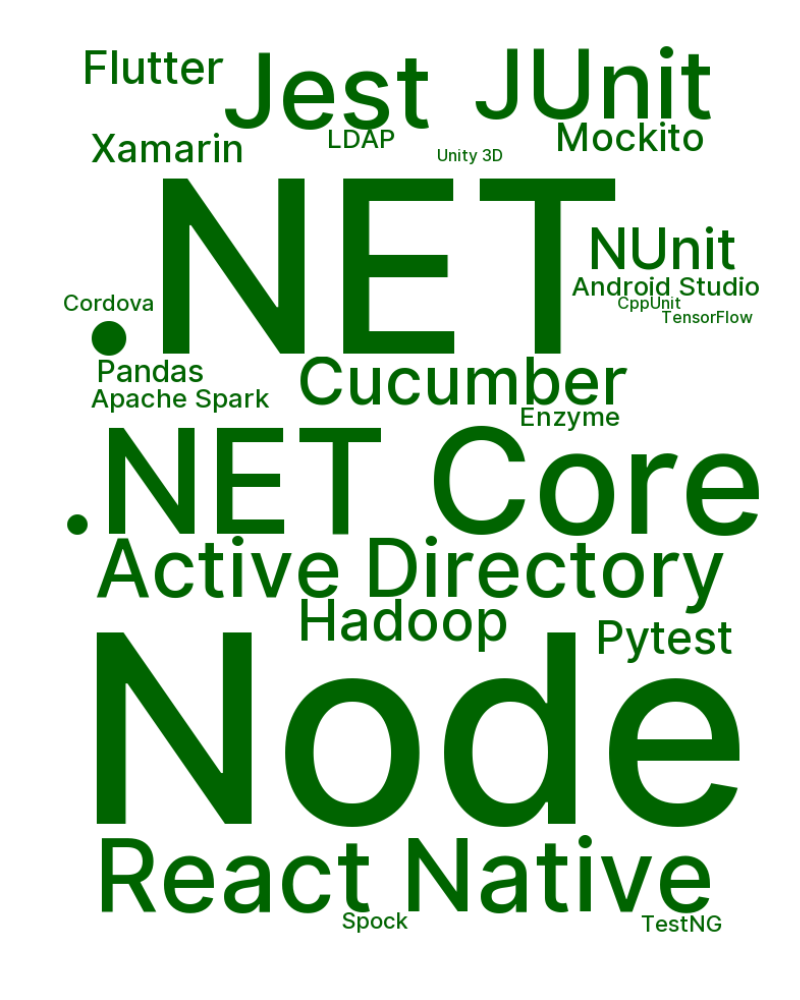 Flutter
Jest
JUnit
Xamarin
LDAP
Unity 3D
Mockito
.NET
NUnit
Android Studio
Cordova
CppUnit
TensorFlow
Pandas
Cucumber
Apache Spark
Enzyme
.NET Core
Active Directory
Hadoop
Pytest
Node
React Native
Spock
TestNG